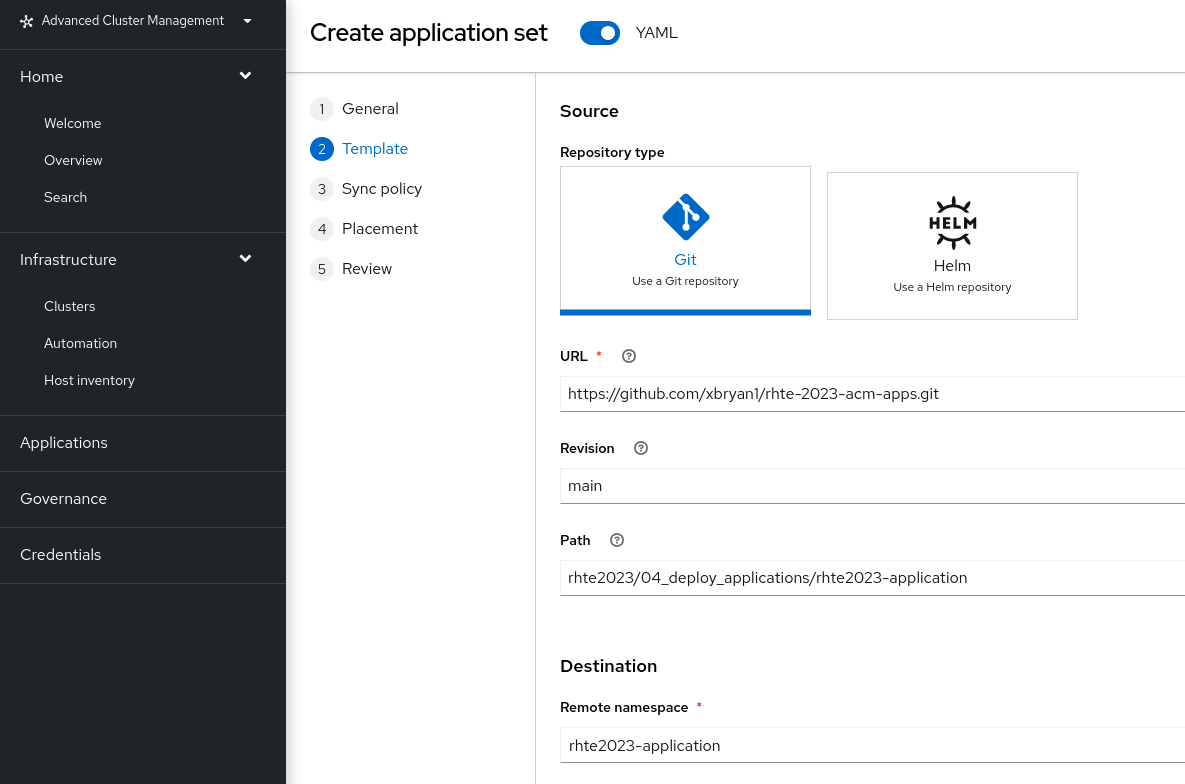 Advanced Cluster Management
Home
Welcome
Overview
Search
Infrastructure
Clusters
Automation
Host inventory
Applications
Governance
Credentials
Create application set
YAML
1 General
2 Template
3 Sync policy
4 Placement
5 Review
Source
Repository type
Git
Use a Git repository
HELM
Helm
Use a Helm repository
URL *
https://github.com/xbryan1/rhte-2023-acm-apps.git
Revision
main
Path
rhte2023/04_deploy_applications/rhte2023-application
Destination
Remote namespace *
rhte2023-application